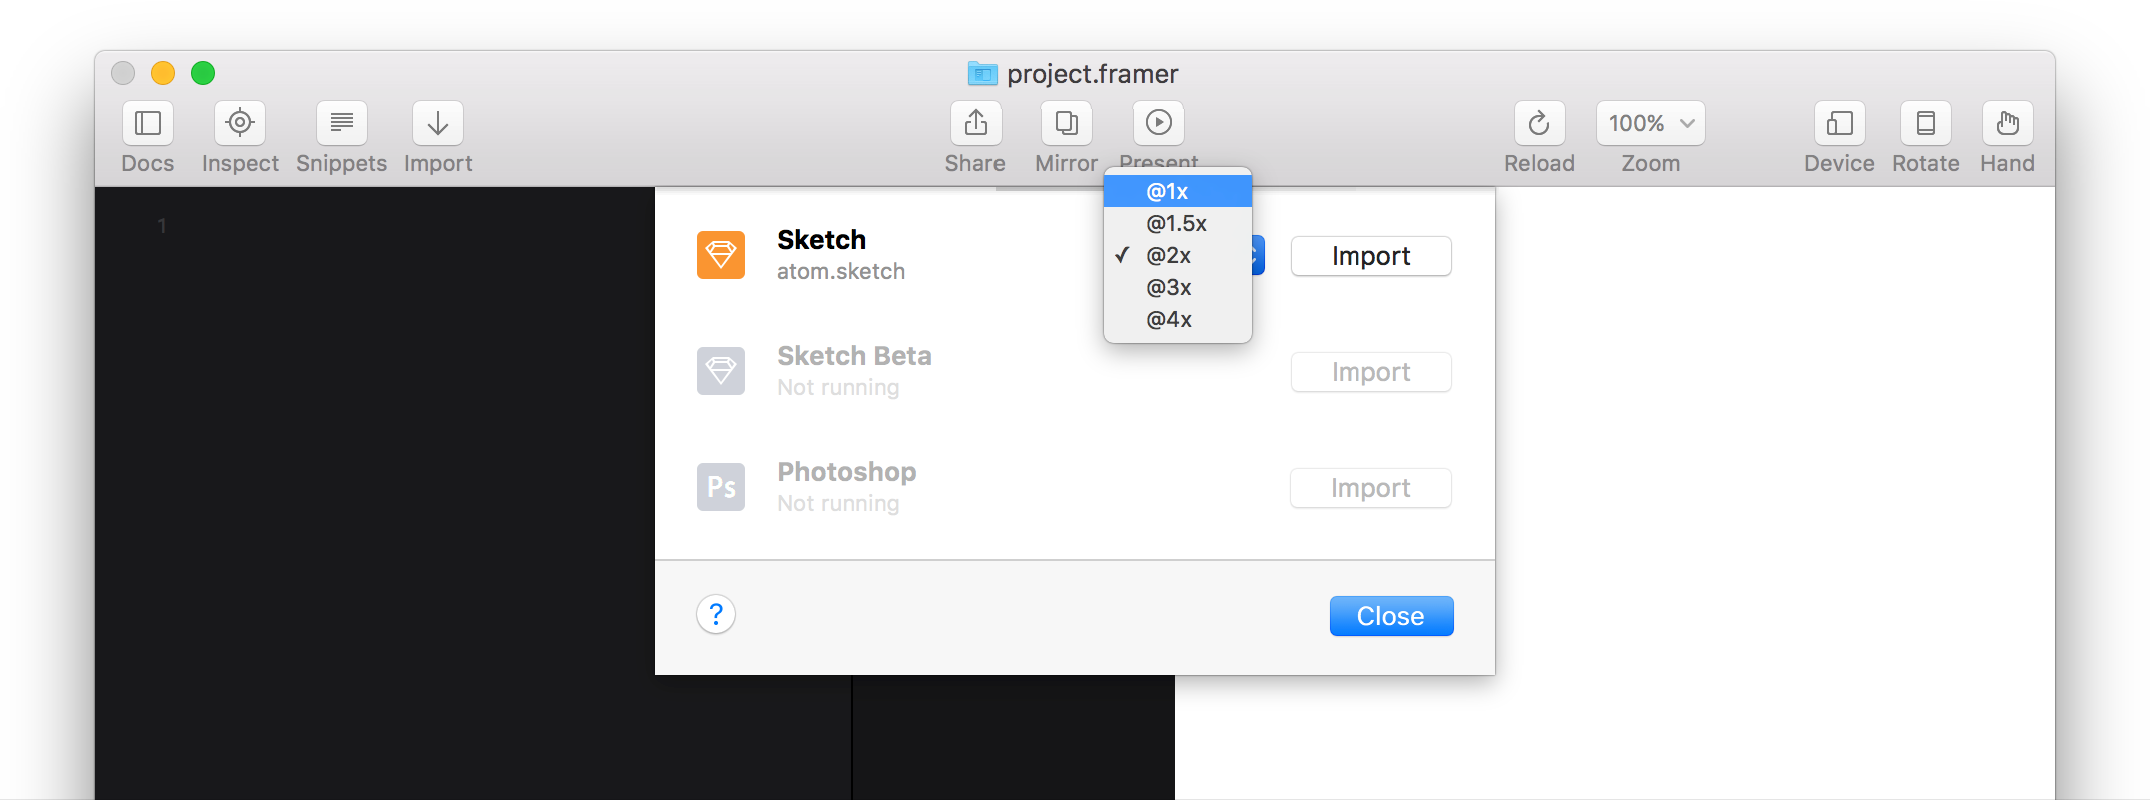 project.framer
Docs Inspect Snippets Import Share Mirror Present Reload 100% Zoom Device Rotate Hand
1
@1x
@1.5x
✓ @2x
@3x
@4x
Sketch
atom.sketch
Import
Sketch Beta
Not running
Import
Ps
Photoshop
Not running
Import
?
Close